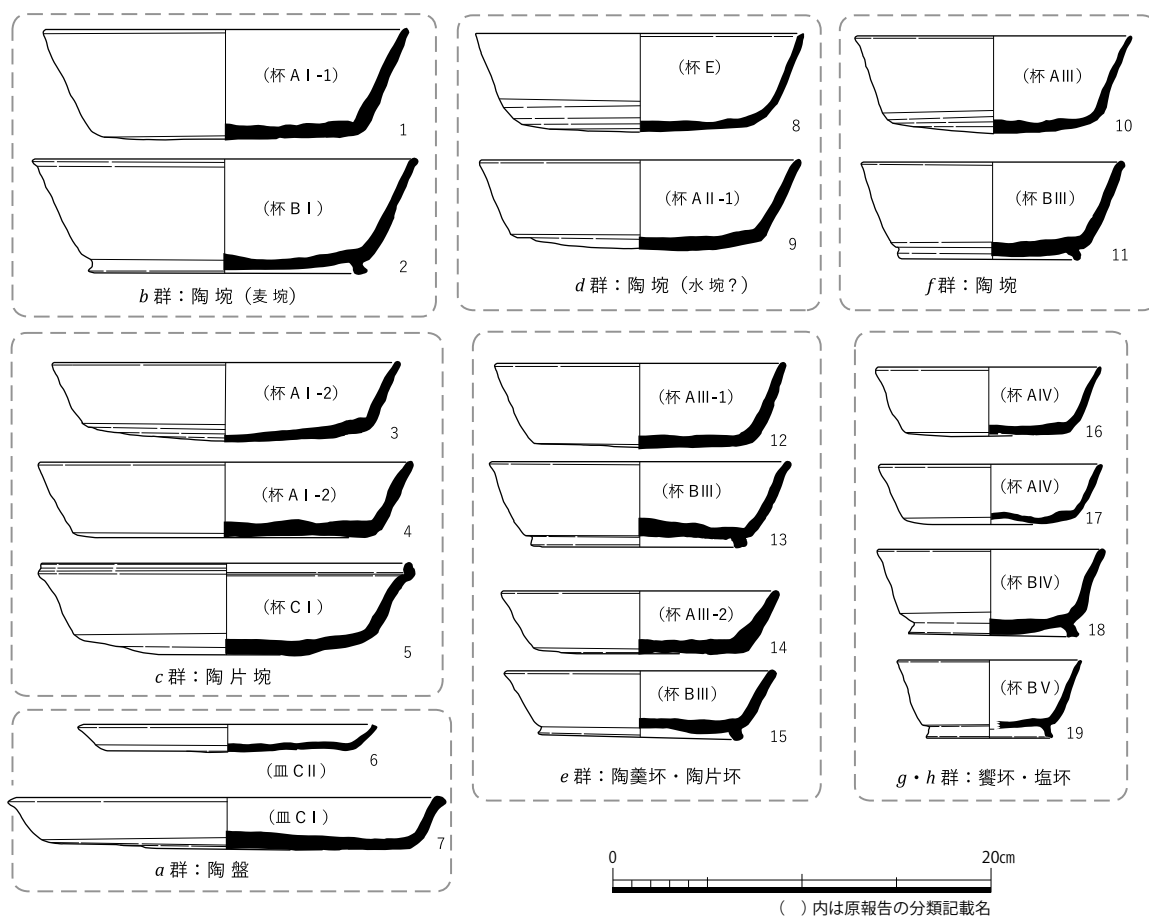 (杯 A I -1)
1
(杯 B I)
2
b 群：陶 埦（麦 埦）
(杯 E)
8
(杯 A II -1)
9
d 群：陶 埦（水 埦？）
(杯 AIII)
10
(杯 BIII)
11
f 群：陶 埦
(杯 A I -2)
3
(杯 A I -2)
4
(杯 C I)
5
c 群：陶 片 埦
(杯 AIII-1)
12
(杯 BIII)
13
(杯 AIII-2)
14
(杯 BIII)
15
e 群：陶羹坏・陶片坏
(杯 AIV)
16
(杯 AIV)
17
(杯 BIV)
18
(杯 BV)
19
g・h 群：饗坏・塩坏
6
(皿 CII)
(皿 C I)
7
a 群：陶 盤
0 20㎝
（　）内は原報告の分類記載名